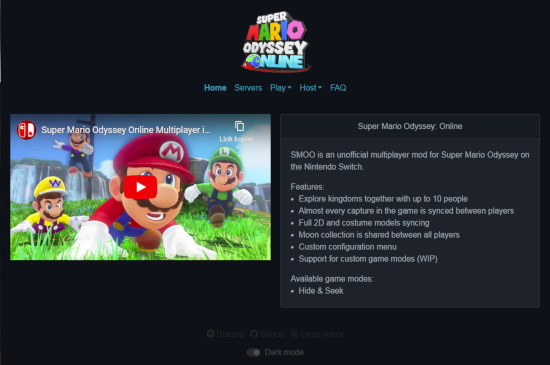 SUPER
MARIO
ODYSSEY
ONLINE
Home Servers Play Host FAQ
Super Mario Odyssey Online Multiplayer i...
Link kopier
Super Mario Odyssey: Online
SMOO is an unofficial multiplayer mod for Super Mario Odyssey on
the Nintendo Switch.
Features:
Explore kingdoms together with up to 10 people
Almost every capture in the game is synced between players
Full 2D and costume models syncing
Moon collection is shared between all players
Custom configuration menu
Support for custom game modes (WIP)
Available game modes:
Hide & Seek
Discord GitHub Legal notice
Dark mode